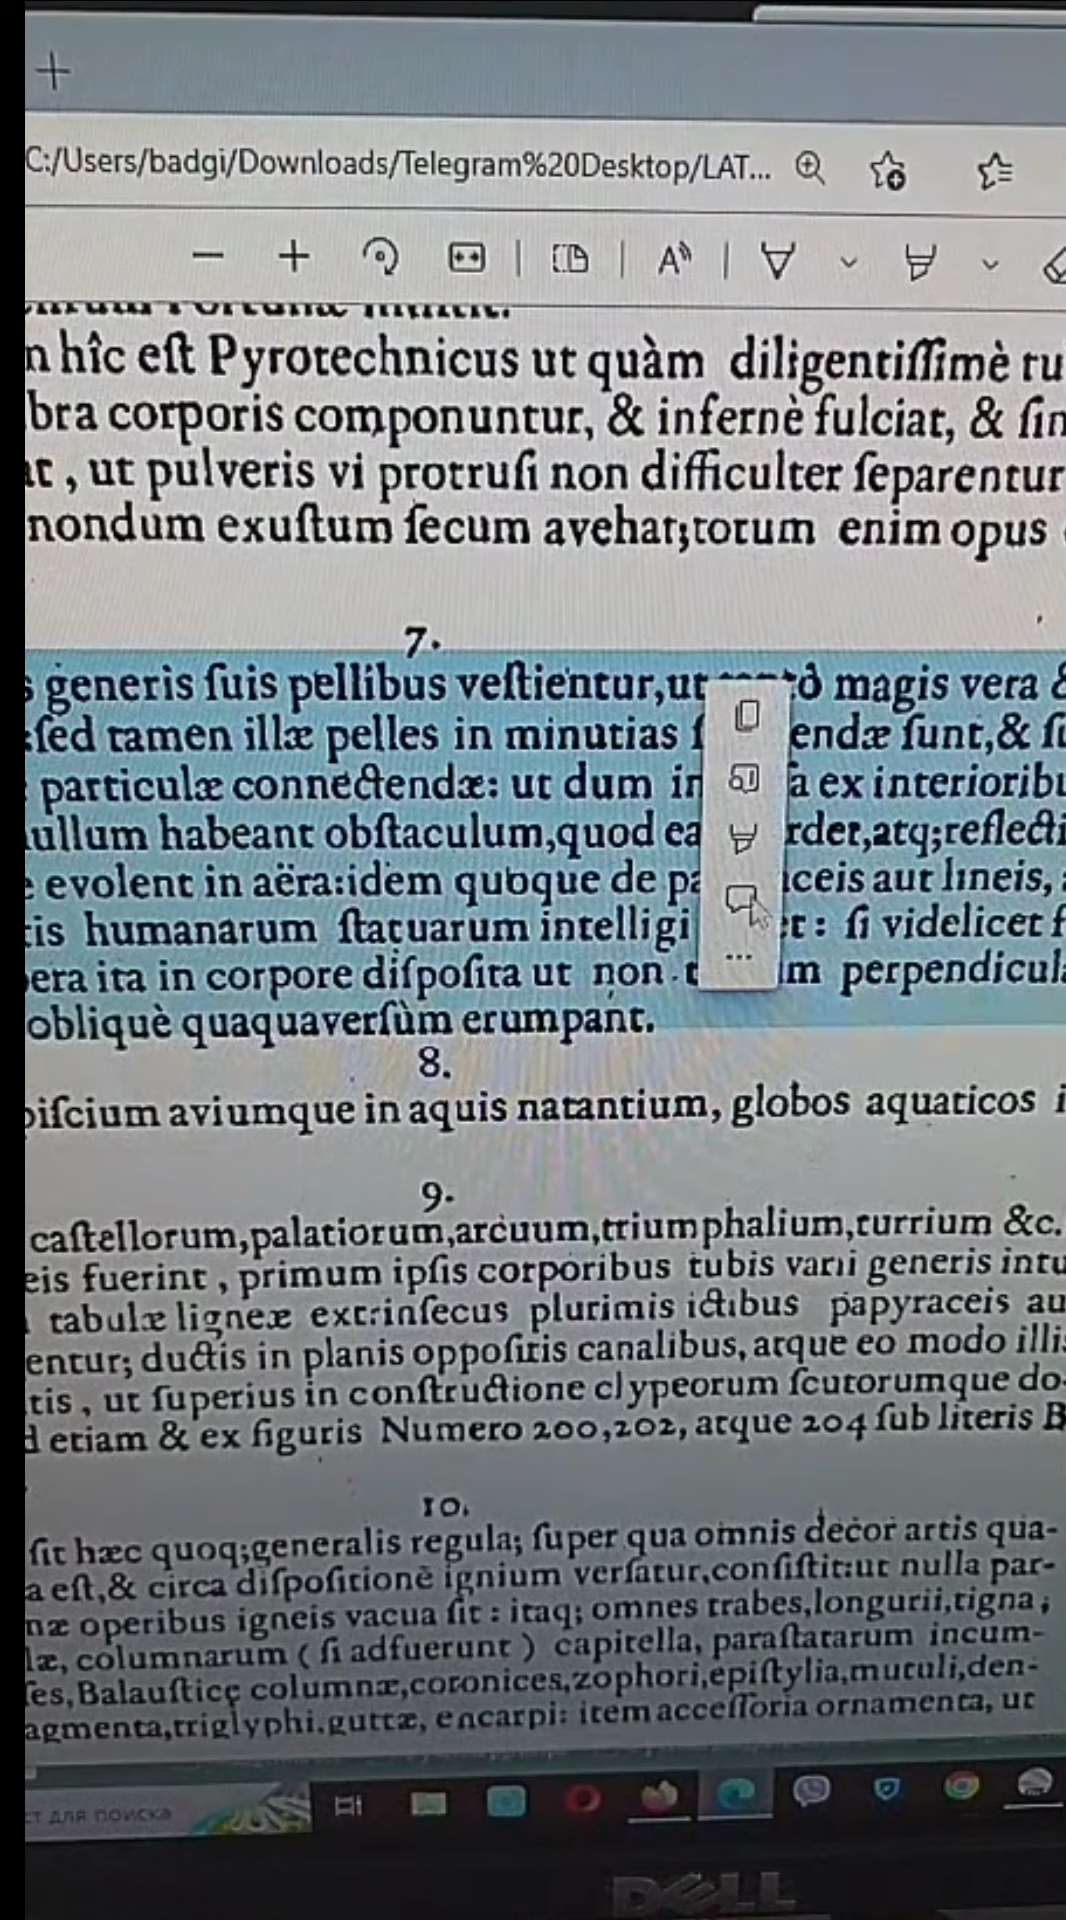 C:/Users/badgi/Downloads/Telegram%20Desktop/LAT...
n hîc eſt Pyrotechnicus ut quàm diligentiſſimè ru
bra corporis componuntur, & infernè fulciat, & ſin
at, ut pulveris vi protruſi non difficulter ſeparentur
nondum exuſtum ſecum avehat;totum enim opus
7.
s generis ſuis pellibus veſtientur,ut magis vera &
ſed tamen illæ pelles in minutias endæ ſunt,&
particulæ connectendæ: ut dum in a ex interioribu
ullum habeant obſtaculum,quod ea rdet,atq;reflecti
e evolent in aëra:idem quoque de pa ceis aut lineis,
tis humanarum ſtatuarum intelligi et: ſi videlicet f
era ita in corpore diſpoſita ut non t m perpendicula
obliquè quaquaverſùm erumpant.
8.
piſcium aviumque in aquis natantium, globos aquaticos i
9.
caſtellorum,palatiorum,arcuum,triumphalium,turrium &c.
eis fuerint, primum ipſis corporibus tubis varii generis intu
tabulæ ligneæ extrinſecus plurimis ictibus papyraceis au
entur; ductis in planis oppoſitis canalibus, atque eo modo illi
tis, ut ſuperius in conſtructione clypeorum ſcutorumque do-
d etiam & ex figuris Numero 200,202, atque 204 ſub literis B
10.
ſit hæc quoq;generalis regula; ſuper qua omnis decor artis qua-
a eſt,& circa diſpoſitionē ignium verſatur,conſiſtit:ut nulla par-
næ operibus igneis vacua ſit: itaq; omnes trabes,longurii,tigna,
læ, columnarum ( ſi adfuerunt ) capitella, paraſtatarum incum-
ſes, Balauſticę columnæ,coronices,zophori,epiſtylia,mutuli,den-
agmenta,triglyphi.guttæ, encarpi: item acceſſoria ornamenta, ut
ст для поиска
DELL